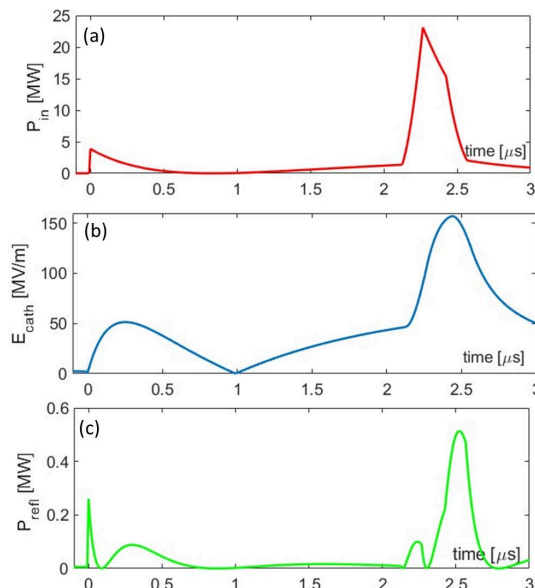 (a)
P_in [MW]
25
20
15
10
5
0
time [μs]
0 0.5 1 1.5 2 2.5 3
(b)
E_cath [MV/m]
150
100
50
0
time [μs]
0 0.5 1 1.5 2 2.5 3
(c)
P_refl [MW]
0.6
0.4
0.2
0
time [μs]
0 0.5 1 1.5 2 2.5 3